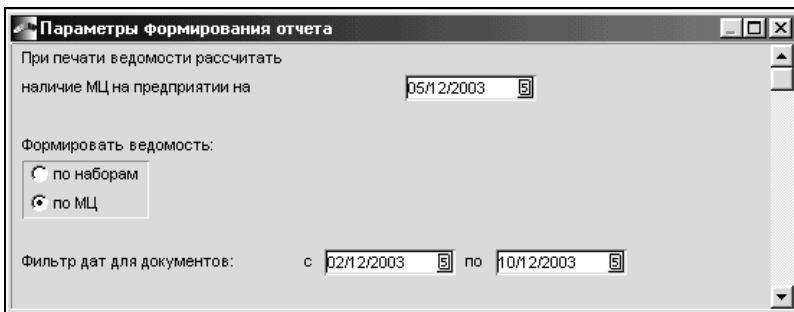 Параметры формирования отчета
При печати ведомости рассчитать
наличие МЦ на предприятии на 05/12/2003
Формировать ведомость:
по наборам
по МЦ
Фильтр дат для документов: с 02/12/2003 по 10/12/2003